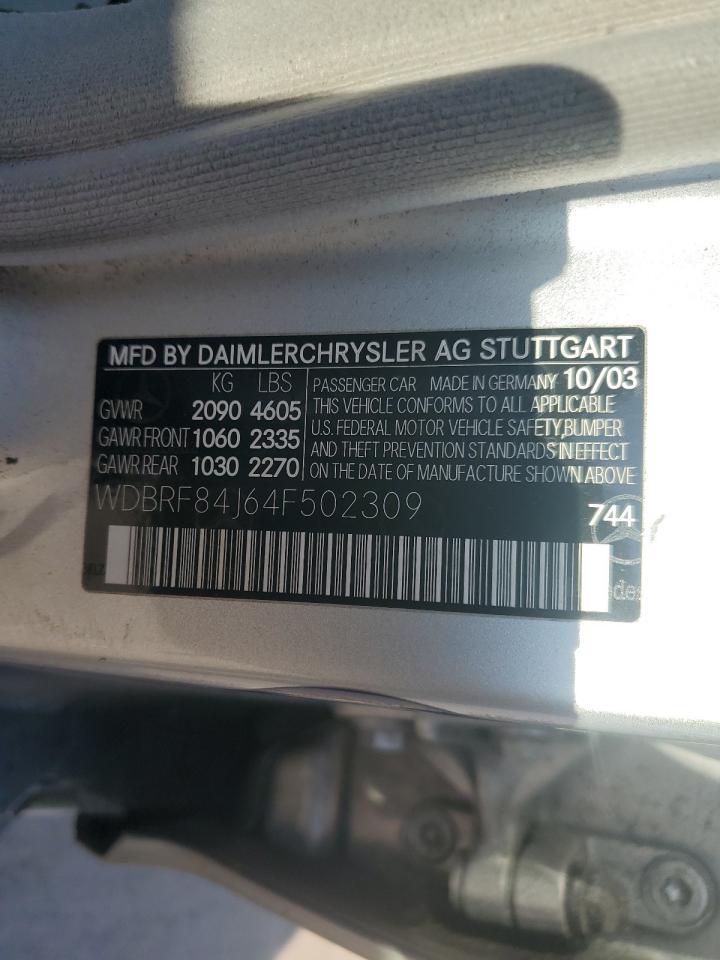 MFD BY DAIMLERCHRYSLER AG STUTTGART
KG LBS
GVWR 2090 4605
GAWR FRONT 1060 2335
GAWR REAR 1030 2270
PASSENGER CAR MADE IN GERMANY 10/03
THIS VEHICLE CONFORMS TO ALL APPLICABLE
U.S. FEDERAL MOTOR VEHICLE SAFETY,BUMPER
AND THEFT PREVENTION STANDARDS IN EFFECT
ON THE DATE OF MANUFACTURE SHOWN ABOVE
WDBRF84J64F502309
744